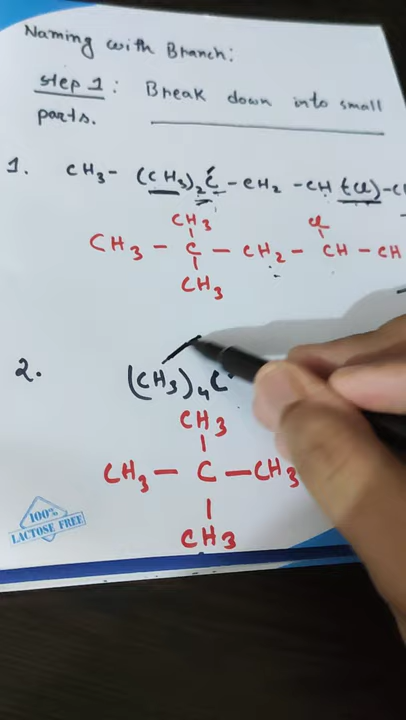 Naming with Branch:
step 1: Break down into small
parts.
1. CH3- (CH3)2C-CH2-CH(Cl)-C
CH3 Cl
CH3-C-CH2-CH-CH
CH3
2. (CH3)4C
CH3
CH3-C-CH3
CH3
100%
LACTOSE FREE